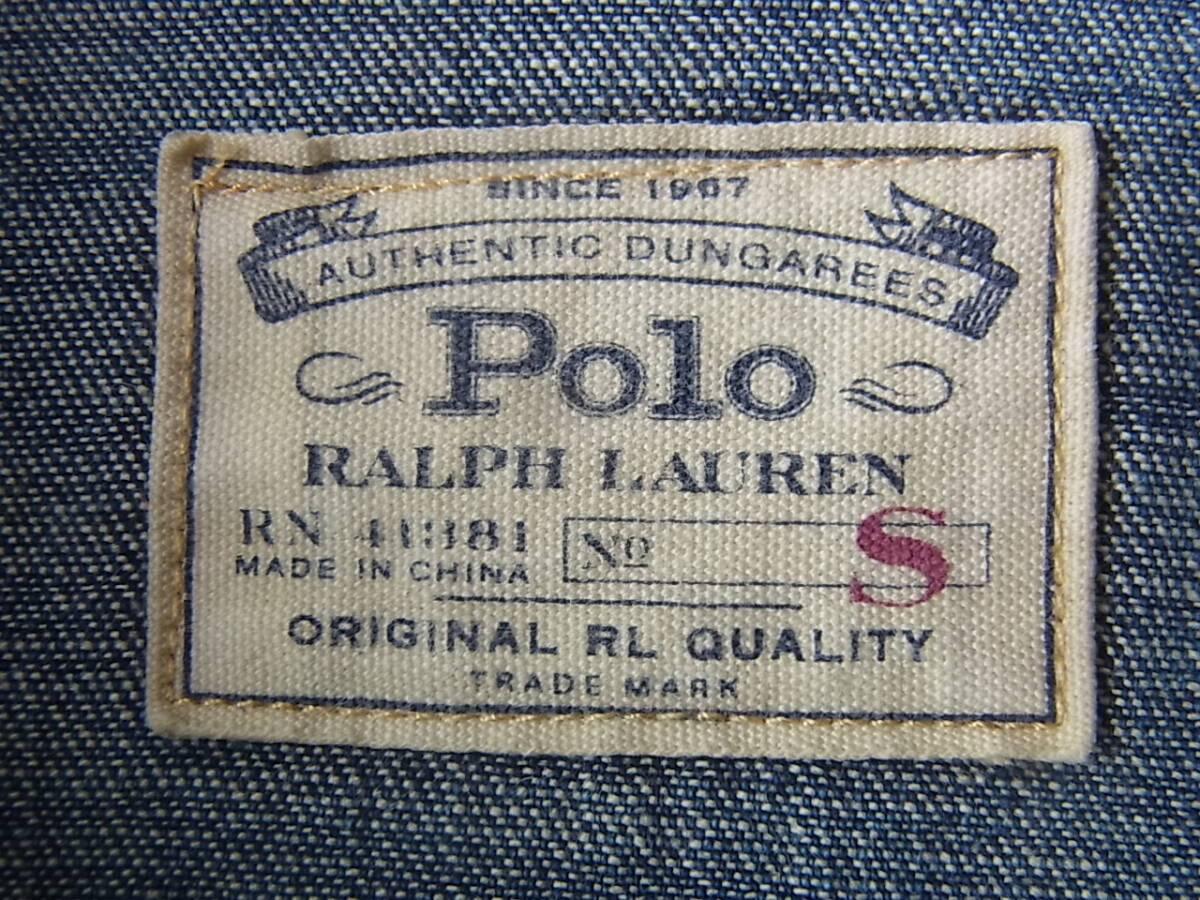 SINCE 1967
AUTHENTIC DUNGAREES
Polo
RALPH LAUREN
RN 41381 No S
MADE IN CHINA
ORIGINAL RL QUALITY
TRADE MARK